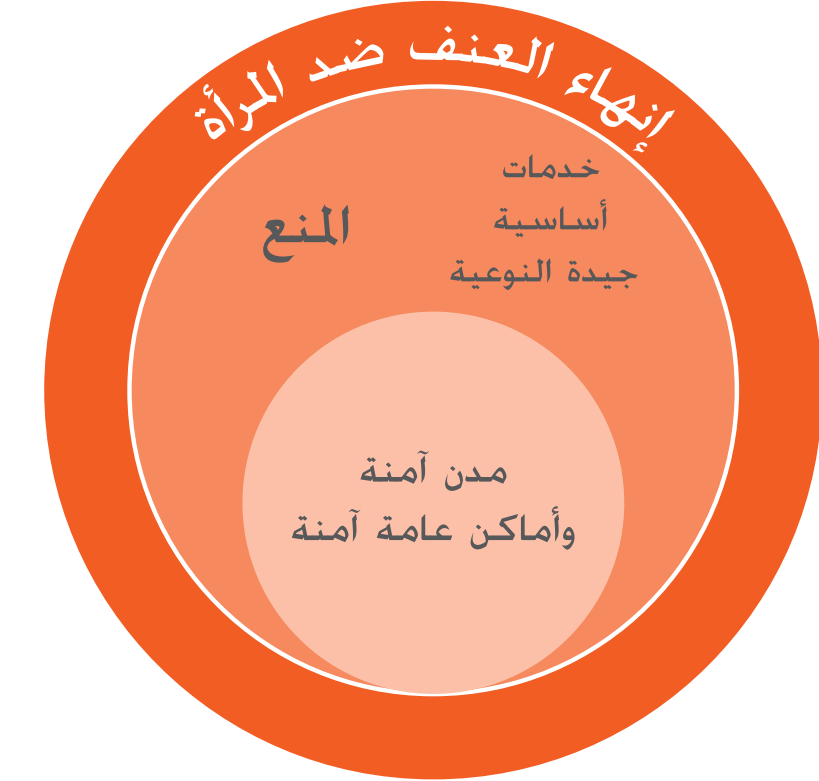 إنهاء العنف ضد المرأة
خدمات
أساسية
جيدة النوعية
المنع
مدن آمنة
وأماكن عامة آمنة